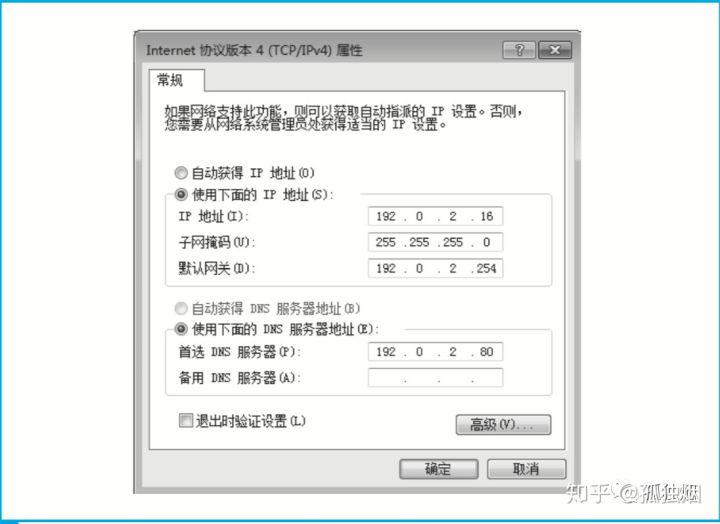 Internet 协议版本 4 (TCP/IPv4) 属性
?
常规
如果网络支持此功能，则可以获取自动指派的 IP 设置。否则，
您需要从网络系统管理员处获得适当的 IP 设置。
自动获得 IP 地址(O)
使用下面的 IP 地址(S):
IP 地址(I): 192 . 0 . 2 . 16
子网掩码(U): 255 .255 .255 . 0
默认网关(D): 192 . 0 . 2 .254
自动获得 DNS 服务器地址(B)
使用下面的 DNS 服务器地址(E):
首选 DNS 服务器(P): 192 . 0 . 2 . 80
备用 DNS 服务器(A): . . .
退出时验证设置(L)
高级(V)...
确定 取消
知乎 @孤独烟
孤独烟